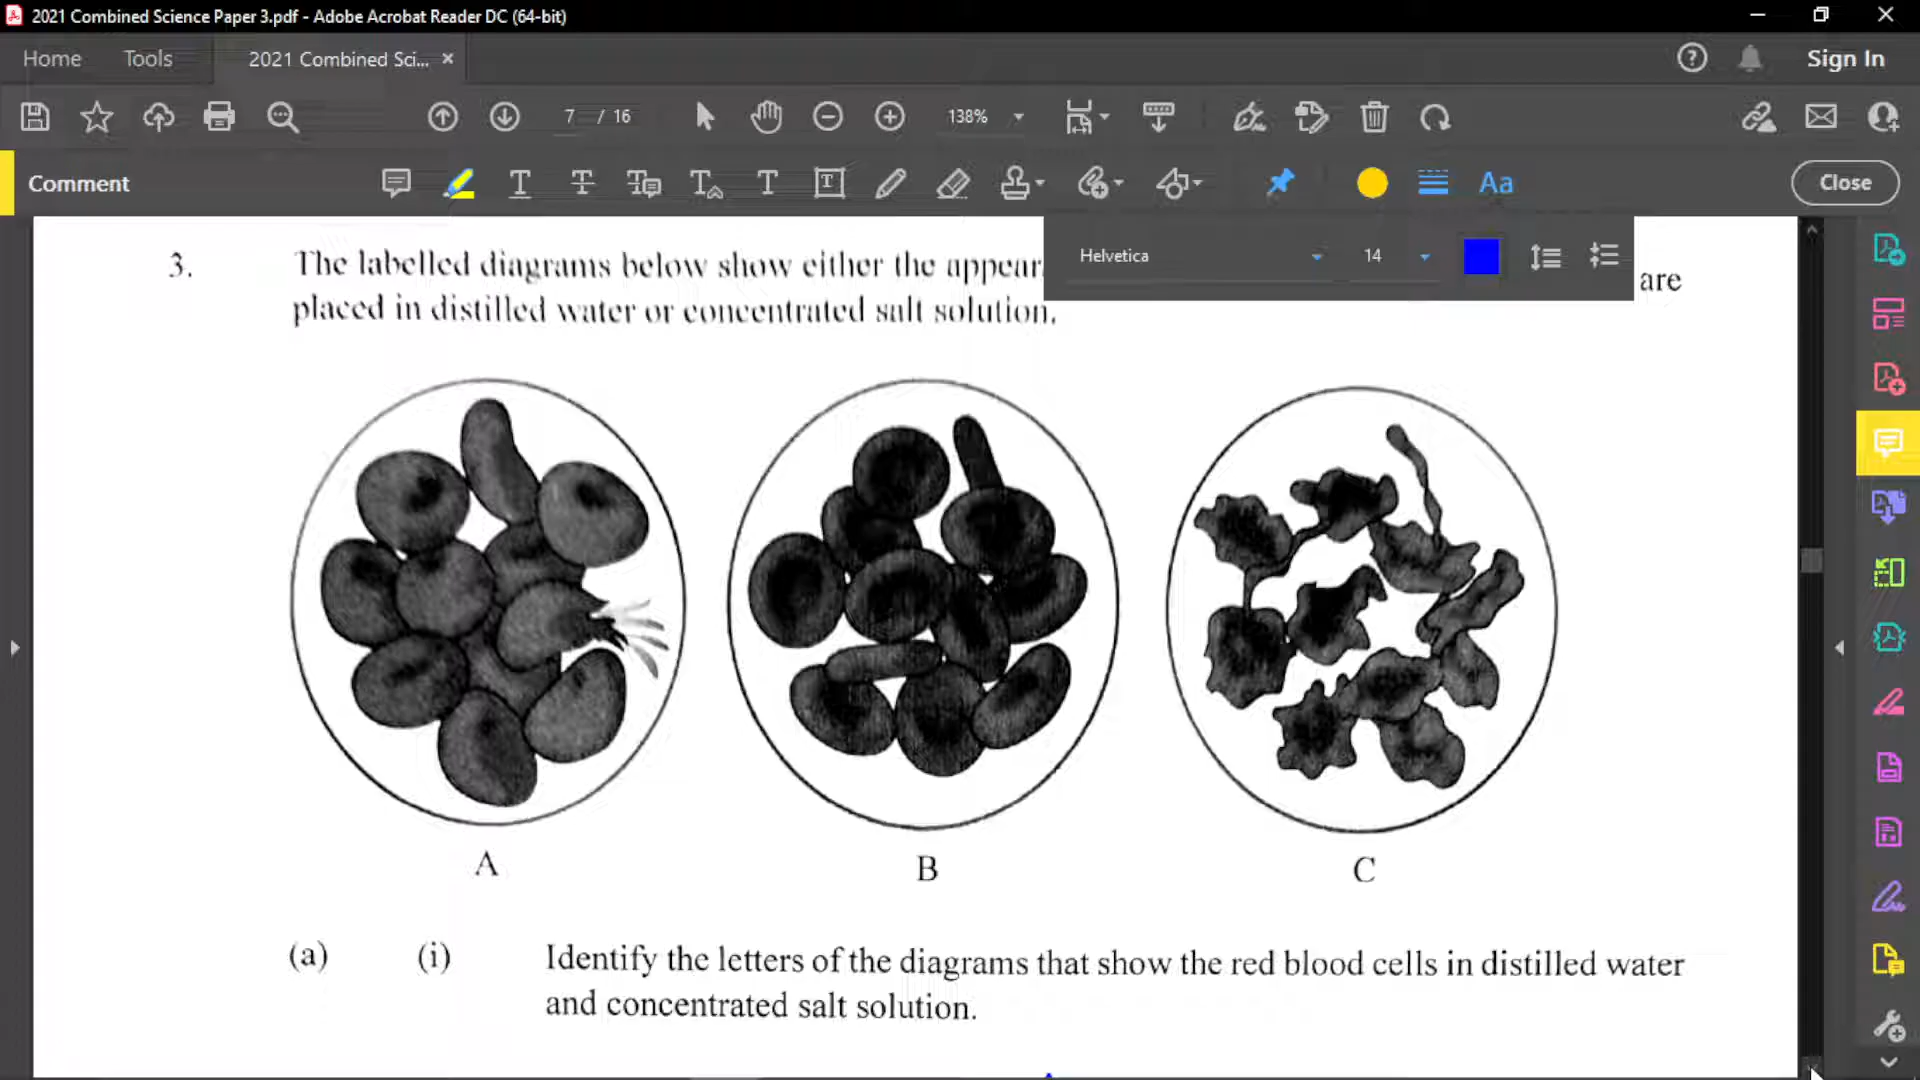 2021 Combined Science Paper 3.pdf - Adobe Acrobat Reader DC (64-bit)
Home Tools 2021 Combined Sci... × Sign In
7 / 16 138%
Comment Close
Helvetica 14
3. The labelled diagrams below show either the appear are
placed in distilled water or concentrated salt solution.
A B C
(a) (i) Identify the letters of the diagrams that show the red blood cells in distilled water
and concentrated salt solution.